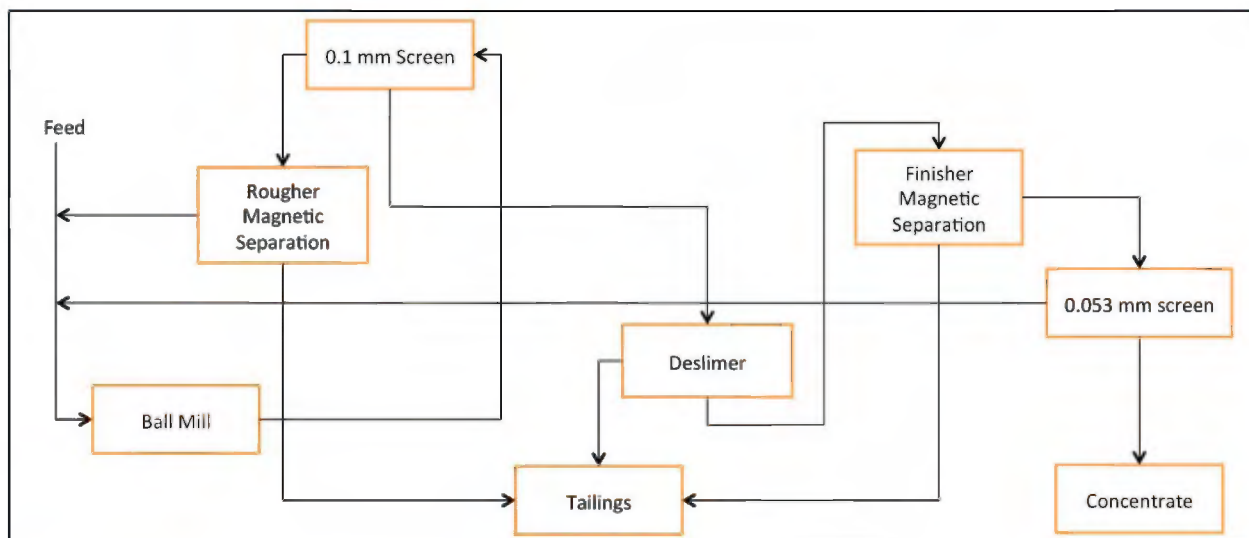 0.1 mm Screen
Feed
Rougher
Magnetic
Separation
Finisher
Magnetic
Separation
0.053 mm screen
Deslimer
Ball Mill
Tailings
Concentrate